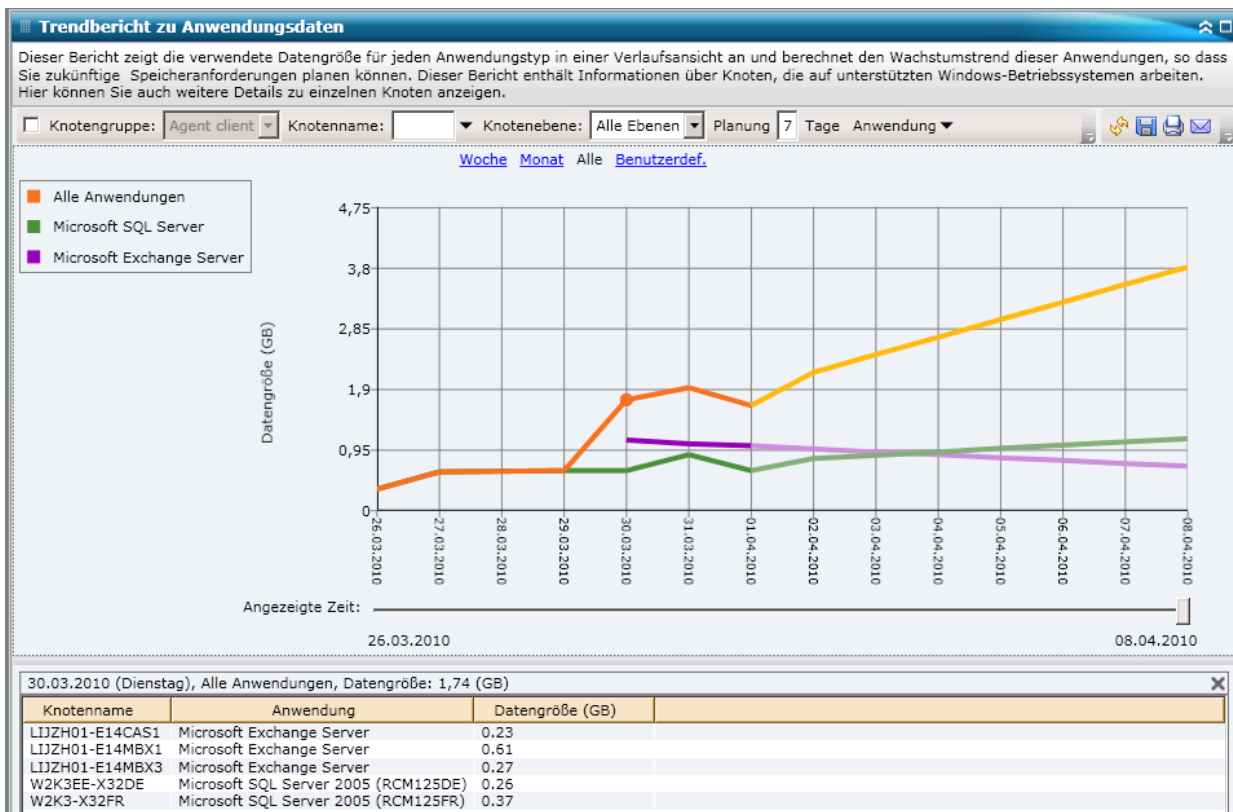 Trendbericht zu Anwendungsdaten
Dieser Bericht zeigt die verwendete Datengröße für jeden Anwendungstyp in einer Verlaufsansicht an und berechnet den Wachstumstrend dieser Anwendungen, so dass
Sie zukünftige Speicheranforderungen planen können. Dieser Bericht enthält Informationen über Knoten, die auf unterstützten Windows-Betriebssystemen arbeiten.
Hier können Sie auch weitere Details zu einzelnen Knoten anzeigen.
Knotengruppe: Agent client Knotenname: Knotenebene: Alle Ebenen Planung 7 Tage Anwendung
Woche Monat Alle Benutzerdef.
Alle Anwendungen
Microsoft SQL Server
Microsoft Exchange Server
Datengröße (GB)
4,75
3,8
2,85
1,9
0,95
0
26.03.2010
27.03.2010
28.03.2010
29.03.2010
30.03.2010
31.03.2010
01.04.2010
02.04.2010
03.04.2010
04.04.2010
05.04.2010
06.04.2010
07.04.2010
08.04.2010
Angezeigte Zeit:
26.03.2010 08.04.2010
30.03.2010 (Dienstag), Alle Anwendungen, Datengröße: 1,74 (GB)
Knotenname Anwendung Datengröße (GB)
LIJZH01-E14CAS1 Microsoft Exchange Server 0.23
LIJZH01-E14MBX1 Microsoft Exchange Server 0.61
LIJZH01-E14MBX3 Microsoft Exchange Server 0.27
W2K3EE-X32DE Microsoft SQL Server 2005 (RCM125DE) 0.26
W2K3-X32FR Microsoft SQL Server 2005 (RCM125FR) 0.37